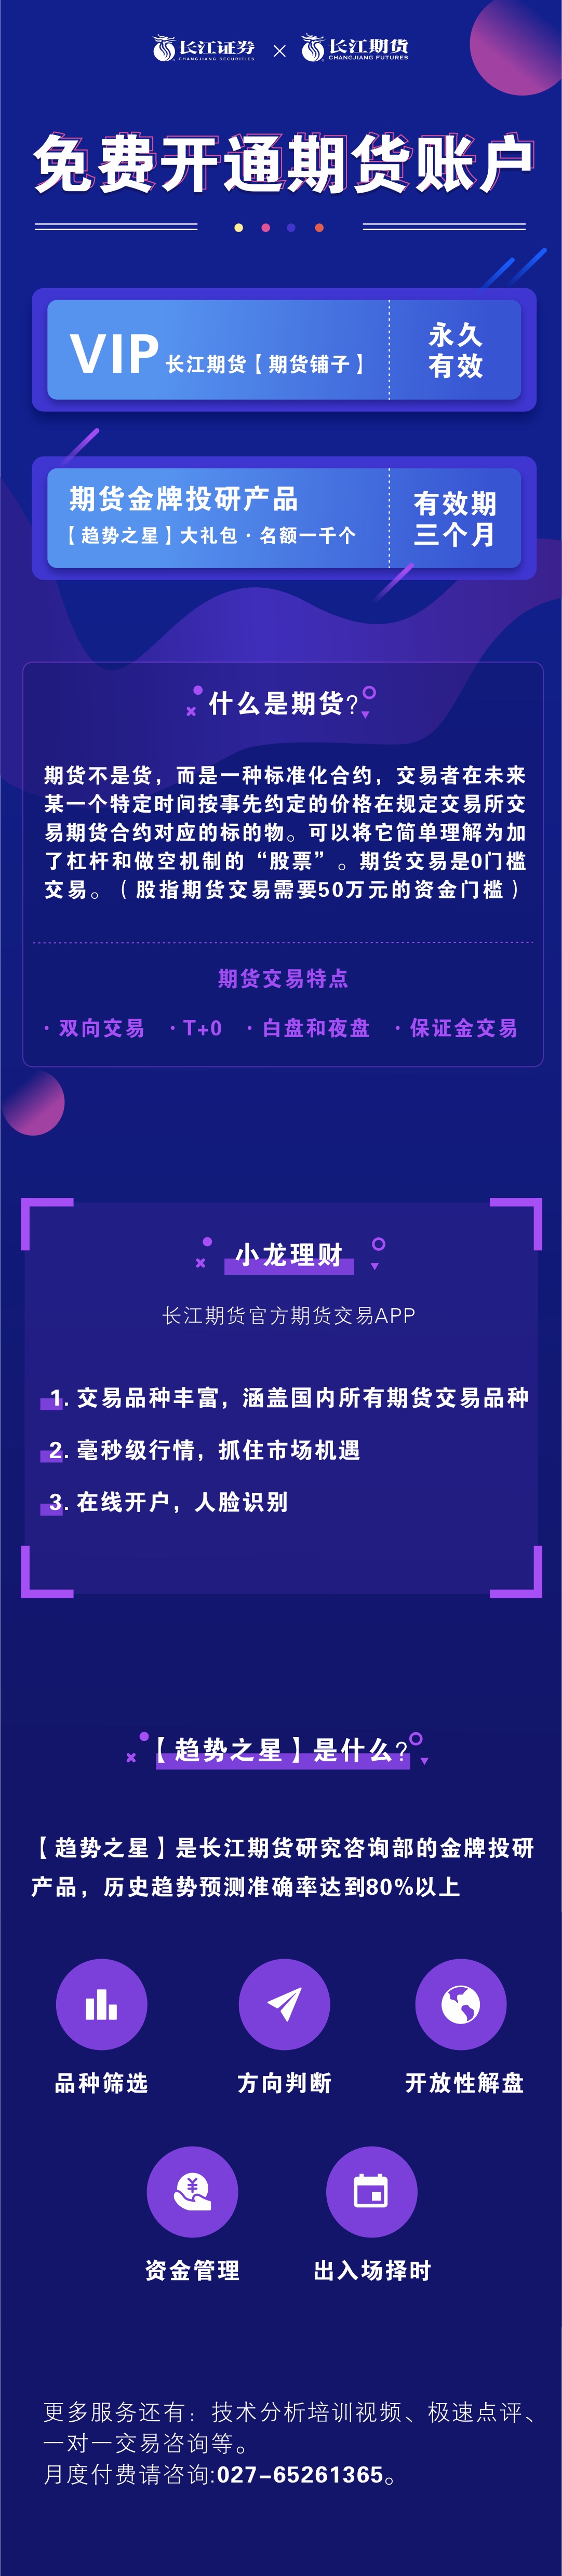 长江证券 × 长江期货
CHANGJIANG SECURITIES CHANGJIANG FUTURES
免费开通期货账户
VIP长江期货【期货铺子】
永久
有效
期货金牌投研产品
【趋势之星】大礼包·名额一千个
有效期
三个月
什么是期货?
期货不是货，而是一种标准化合约，交易者在未来
某一个特定时间按事先约定的价格在规定交易所交
易期货合约对应的标的物。可以将它简单理解为加
了杠杆和做空机制的“股票”。期货交易是0门槛
交易。（股指期货交易需要50万元的资金门槛）
期货交易特点
·双向交易 ·T+0 ·白盘和夜盘 ·保证金交易
小龙理财
长江期货官方期货交易APP
1. 交易品种丰富，涵盖国内所有期货交易品种
2. 毫秒级行情，抓住市场机遇
3. 在线开户，人脸识别
【趋势之星】是什么?
【趋势之星】是长江期货研究咨询部的金牌投研
产品，历史趋势预测准确率达到80%以上
品种筛选 方向判断 开放性解盘
¥
资金管理 出入场择时
更多服务还有：技术分析培训视频、极速点评、
一对一交易咨询等。
月度付费请咨询:027-65261365。